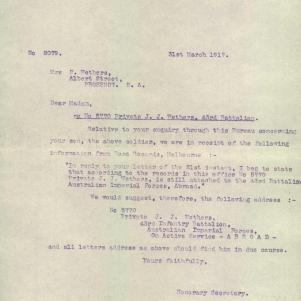 No 2079.
31st March 1917.
Mrs D. Wethers,
Albert Street,
PROSPECT. S. A.
Dear Madam,
re No 5770 Private J. J. Wethers, 43rd Battalion.
Relative to your enquiry through this Bureau concerning
your son, the above soldier, we are in receipt of the following
information from Base Records, Melbourne :-
"In reply to your letter of the 21st instant, I beg to state
that according to the records in this office No 5770
Private J. J. Wethers, is still attached to the 43rd Battalion
Australian Imperial Forces, Abroad."
We would suggest, therefore, the following address :-
No 5770
Private J. J. Wethers,
43rd Infantry Battalion,
Australian Imperial Forces,
On Active Service - A B R O A D -
and all letters address as above should find him in due course.
Yours faithfully,
Honorary Secretary.